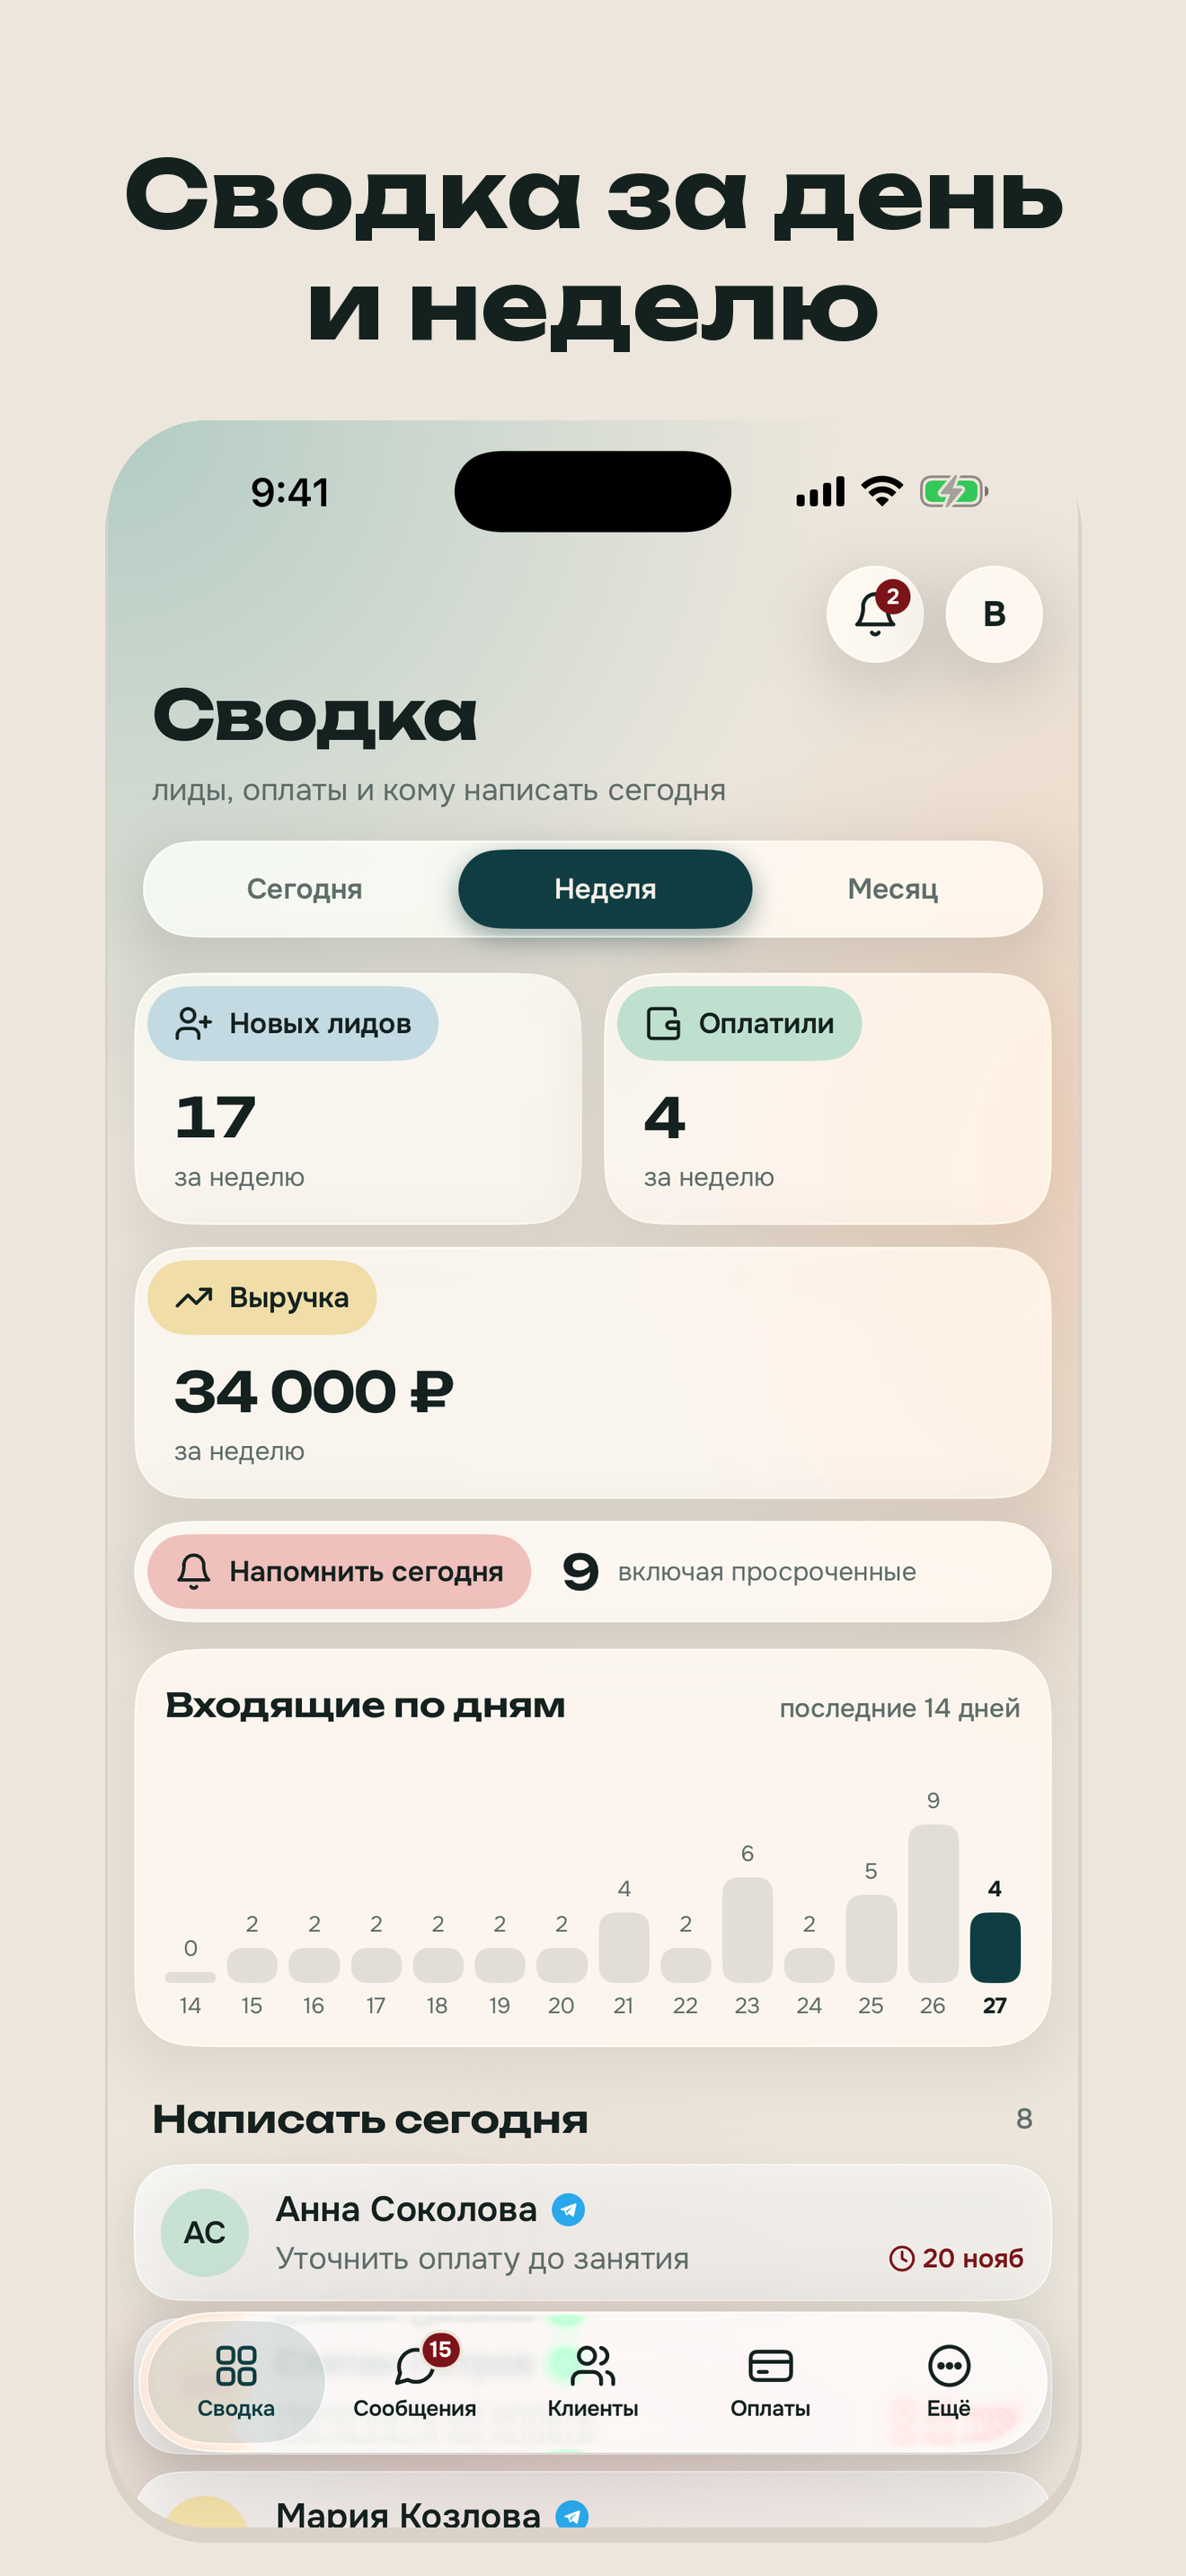 Сводка за день
и неделю
9:41
2
В
Сводка
лиды, оплаты и кому написать сегодня
Сегодня Неделя Месяц
Новых лидов
17
за неделю
Оплатили
4
за неделю
Выручка
34 000 ₽
за неделю
Напомнить сегодня 9 включая просроченные
Входящие по дням последние 14 дней
0 2 2 2 2 2 2 4 2 6 2 5 9 4
14 15 16 17 18 19 20 21 22 23 24 25 26 27
Написать сегодня 8
АС
Анна Соколова
Уточнить оплату до занятия 20 нояб
15
Сводка Сообщения Клиенты Оплаты Ещё
Мария Козлова